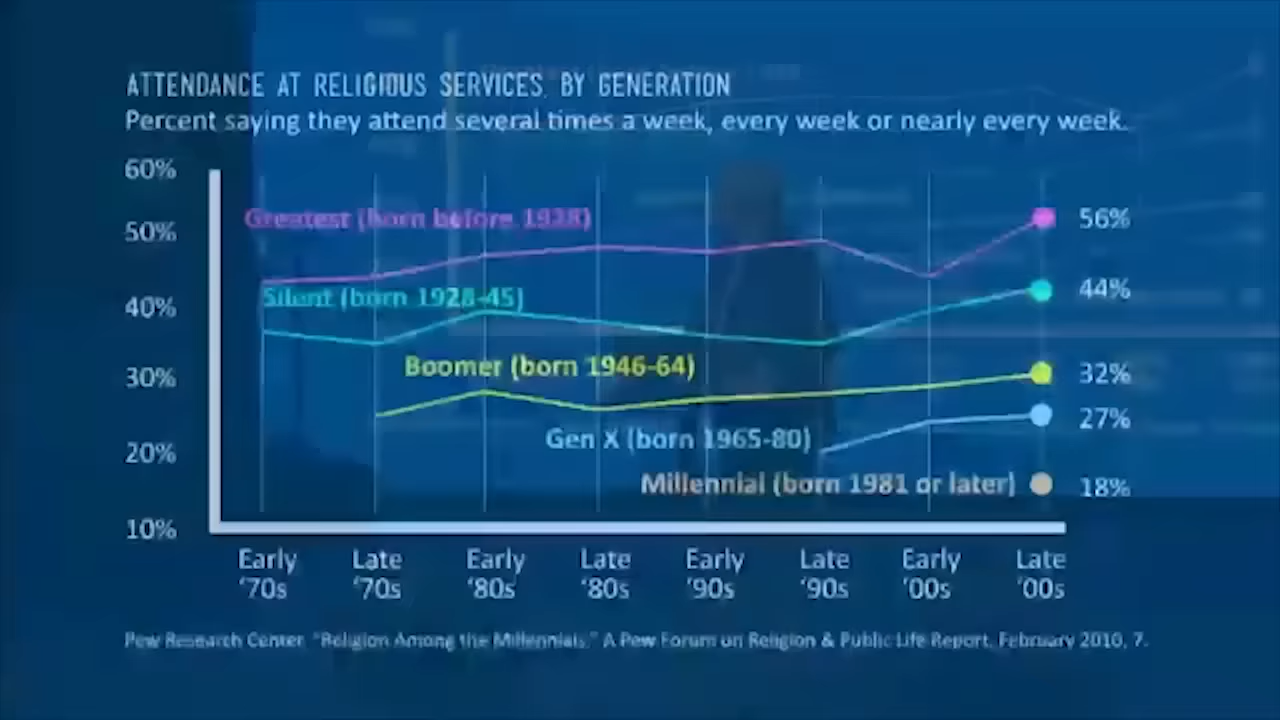 ATTENDANCE AT RELIGIOUS SERVICES, BY GENERATION
Percent saying they attend several times a week, every week or nearly every week.
60%
Greatest (born before 1928)
56%
50%
Silent (born 1928-45)
44%
40%
Boomer (born 1946-64)
32%
30%
27%
Gen X (born 1965-80)
20%
Millennial (born 1981 or later)
18%
10%
Early Late Early Late Early Late Early Late
‘70s ‘70s ‘80s ‘80s ‘90s ‘90s ‘00s ‘00s
Pew Research Center, “Religion Among the Millennials,” A Pew Forum on Religion & Public Life Report, February 2010, 7.